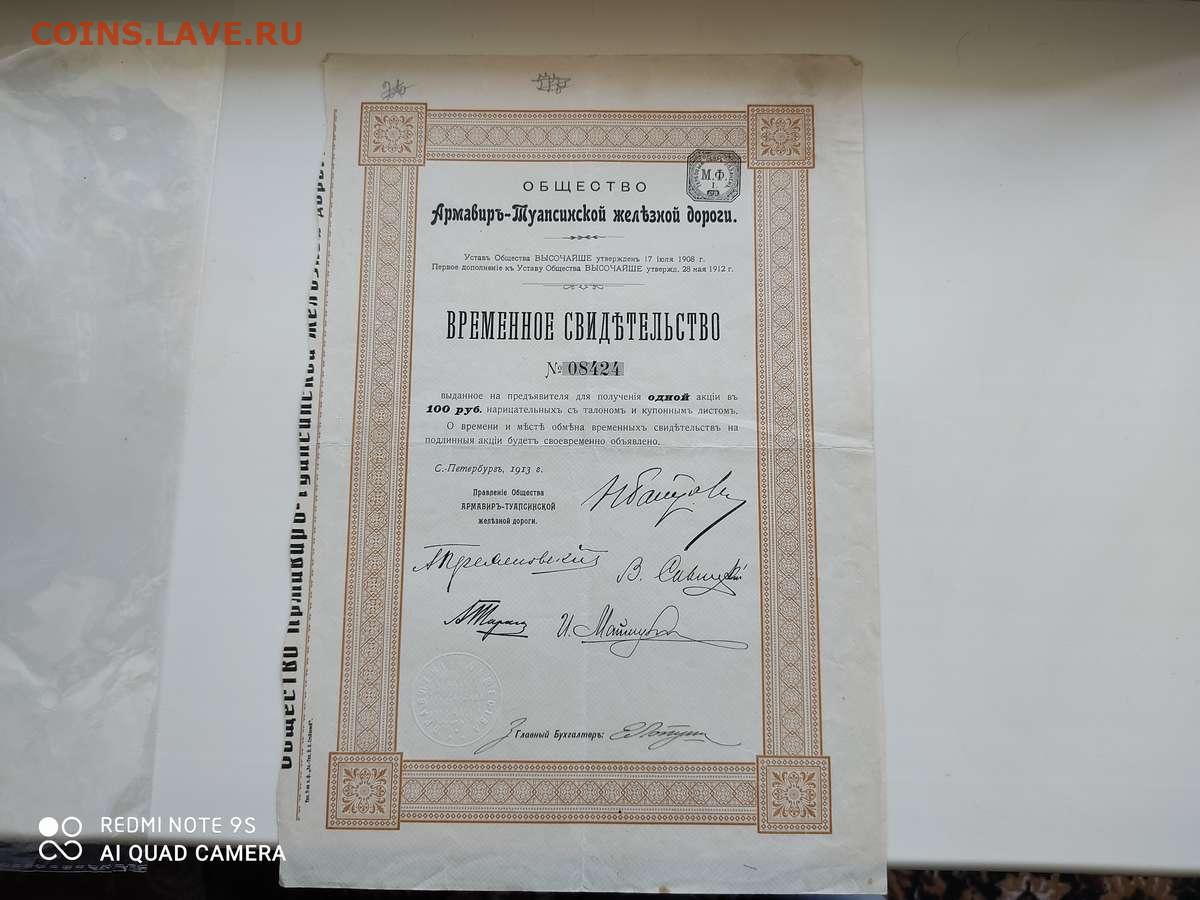 COINS.LAVE.RU
ОБЩЕСТВО
Армавиръ-Туапсинской желѣзной дороги.
М.Ф.
1.
Уставъ Общества ВЫСОЧАЙШЕ утвержденъ 17 іюля 1908 г.
Первое дополненіе къ Уставу Общества ВЫСОЧАЙШЕ утвержд. 28 мая 1912 г.
ВРЕМЕННОЕ СВИДѢТЕЛЬСТВО
№ 08424
выданное на предъявителя для полученія одной акціи въ
100 руб. нарицательныхъ съ талономъ и купоннымъ листомъ.
О времени и мѣстѣ обмѣна временныхъ свидѣтельствъ на
подлинныя акціи будетъ своевременно объявлено.
С.-Петербургъ, 1913 г.
Правленіе Общества
АРМАВИРЪ-ТУАПСИНСКОЙ
желѣзной дороги.
Главный Бухгалтеръ:
REDMI NOTE 9S
AI QUAD CAMERA